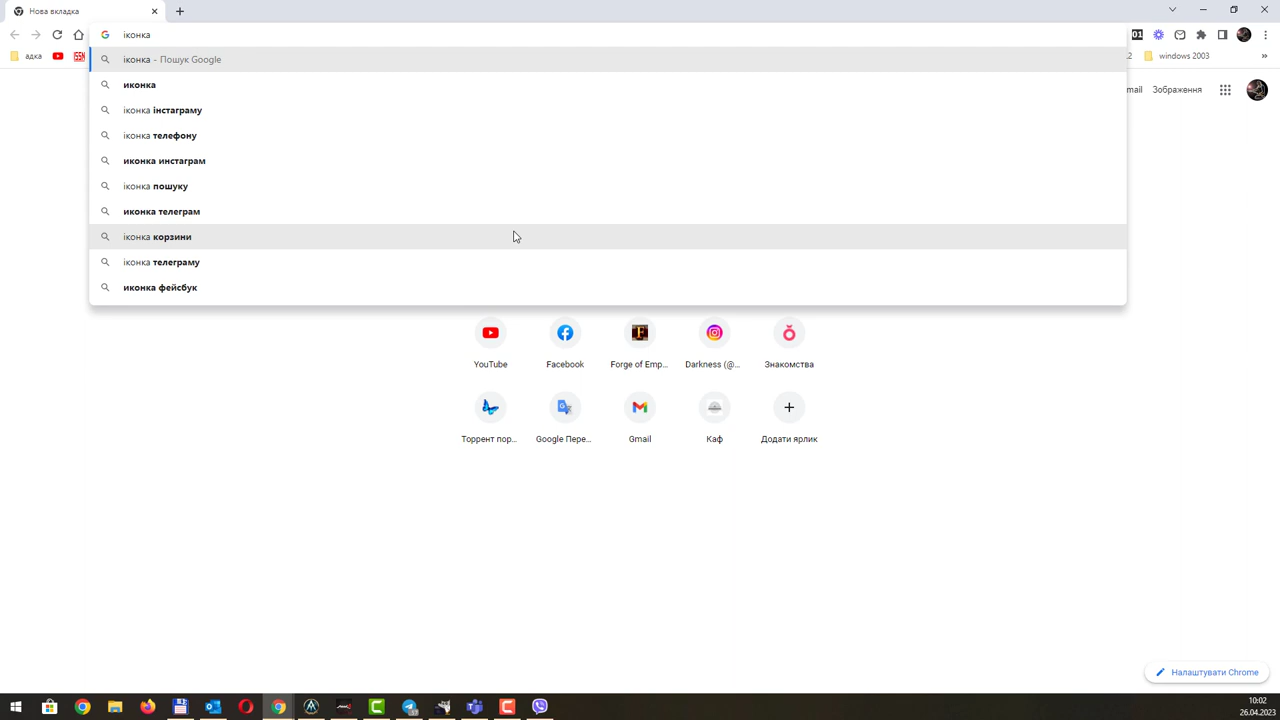 Нова вкладка
іконка
адка
windows 2003
іконка – Пошук Google
иконка
іконка інстаграму
іконка телефону
иконка инстаграм
іконка пошуку
иконка телеграм
іконка корзини
іконка телеграму
иконка фейсбук
mail Зображення
YouTube Facebook Forge of Emp... Darkness (@... Знакомства
Торрент пор... Google Пере... Gmail Каф Додати ярлик
Налаштувати Chrome
10:02
26.04.2023